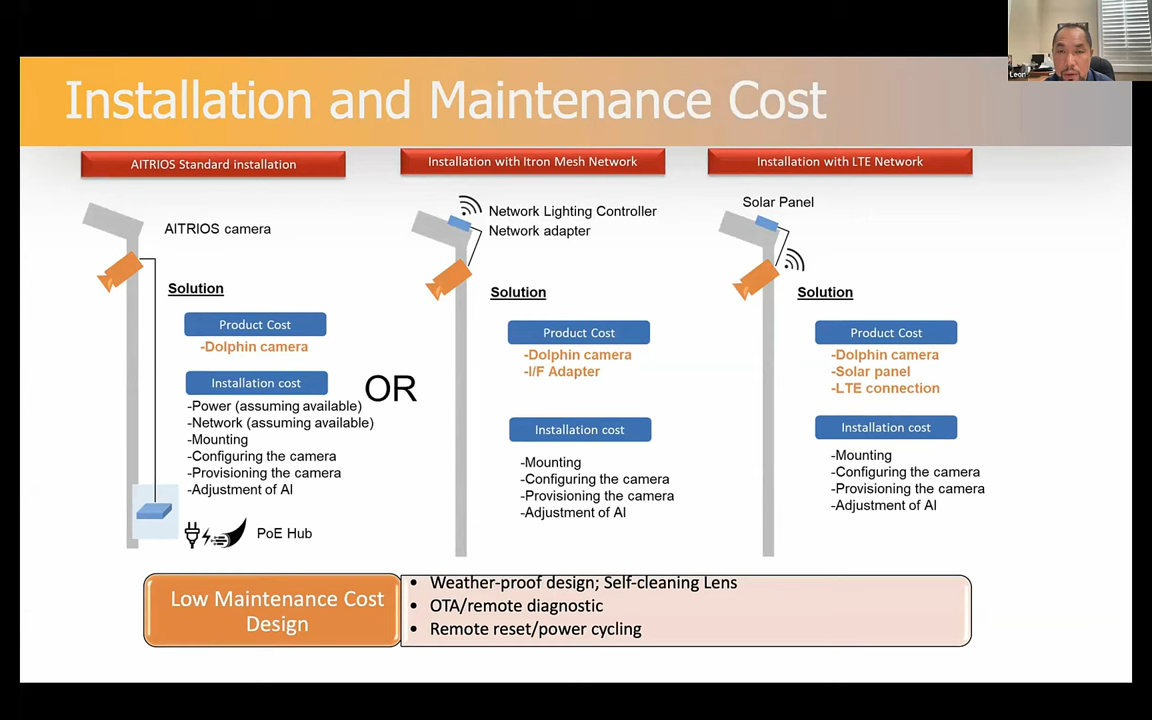 Leon
Installation and Maintenance Cost
AITRIOS Standard installation
AITRIOS camera
Solution
Product Cost
-Dolphin camera
Installation cost
-Power (assuming available)
-Network (assuming available)
-Mounting
-Configuring the camera
-Provisioning the camera
-Adjustment of AI
PoE Hub
OR
Installation with Itron Mesh Network
Network Lighting Controller
Network adapter
Solution
Product Cost
-Dolphin camera
-I/F Adapter
Installation cost
-Mounting
-Configuring the camera
-Provisioning the camera
-Adjustment of AI
Installation with LTE Network
Solar Panel
Solution
Product Cost
-Dolphin camera
-Solar panel
-LTE connection
Installation cost
-Mounting
-Configuring the camera
-Provisioning the camera
-Adjustment of AI
Low Maintenance Cost
Design
• Weather-proof design; Self-cleaning Lens
• OTA/remote diagnostic
• Remote reset/power cycling